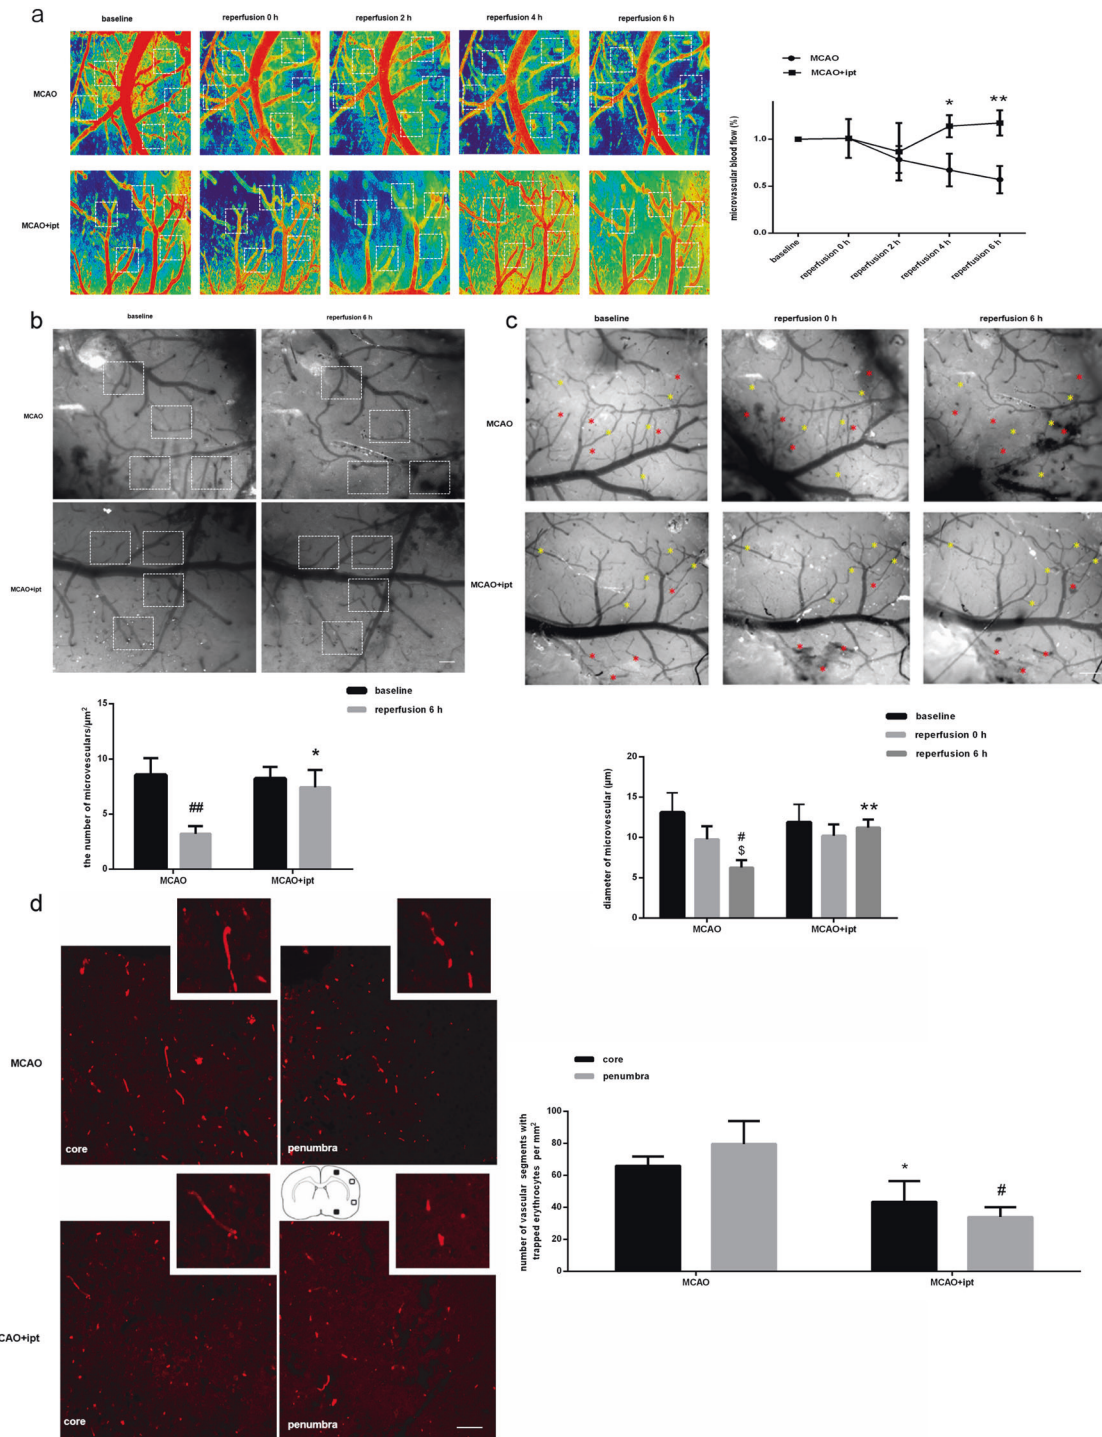 a
baseline
reperfusion 0 h
reperfusion 2 h
reperfusion 4 h
reperfusion 6 h
MCAO
MCAO+ipt
MCAO
MCAO+ipt
microvascular blood flow (%)
1.0
0.5
0.0
*
**
baseline
reperfusion 0 h
reperfusion 2 h
reperfusion 4 h
reperfusion 6 h
b
baseline
reperfusion 6 h
MCAO
MCAO+ipt
baseline
reperfusion 6 h
the number of microvesculars/μm²
15
10
5
0
##
*
MCAO
MCAO+ipt
c
baseline
reperfusion 0 h
reperfusion 6 h
MCAO
MCAO+ipt
baseline
reperfusion 0 h
reperfusion 6 h
diameter of microvescular (μm)
20
15
10
5
0
#
$
**
MCAO
MCAO+ipt
d
MCAO
core
penumbra
CAO+ipt
core
penumbra
core
penumbra
number of vascular segments with
trapped erythrocytes per mm²
100
80
60
40
20
0
*
#
MCAO
MCAO+ipt